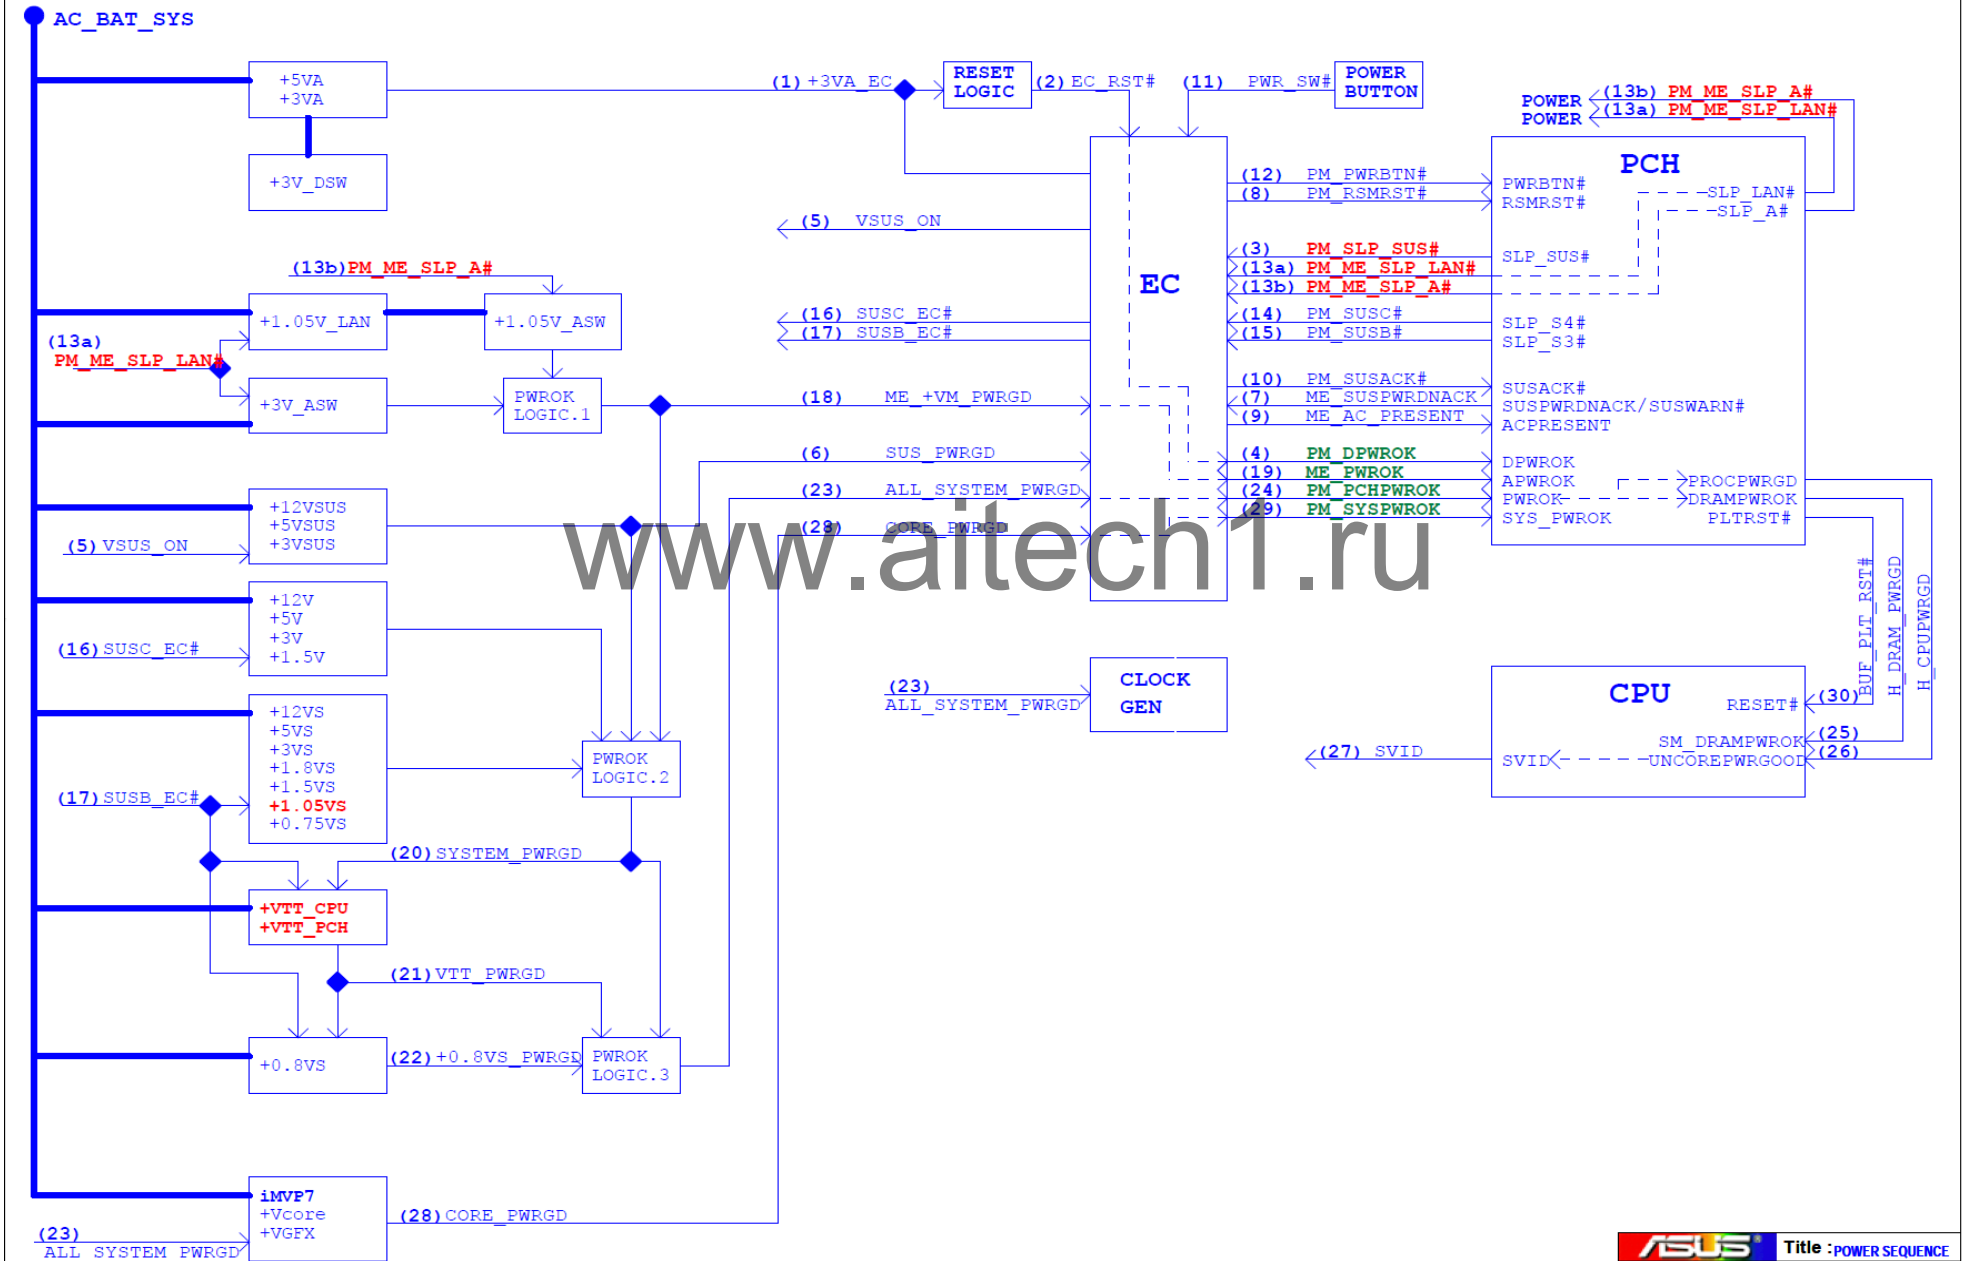 AC_BAT_SYS
+5VA
+3VA
+3V_DSW
(1) +3VA_EC
RESET
LOGIC
(2) EC_RST#
(11) PWR_SW#
POWER
BUTTON
POWER (13b) PM_ME_SLP_A#
POWER (13a) PM_ME_SLP_LAN#
EC
PCH
(12) PM_PWRBTN#
(8) PM_RSMRST#
PWRBTN#
RSMRST#
SLP_LAN#
SLP_A#
(5) VSUS_ON
(3) PM_SLP_SUS#
(13a) PM_ME_SLP_LAN#
(13b) PM_ME_SLP_A#
SLP_SUS#
(13b) PM_ME_SLP_A#
+1.05V_LAN
+1.05V_ASW
(13a)
PM_ME_SLP_LAN#
+3V_ASW
PWROK
LOGIC.1
(16) SUSC_EC#
(17) SUSB_EC#
(14) PM_SUSC#
(15) PM_SUSB#
SLP_S4#
SLP_S3#
(18) ME_+VM_PWRGD
(10) PM_SUSACK#
(7) ME_SUSPWRDNACK
(9) ME_AC_PRESENT
SUSACK#
SUSPWRDNACK/SUSWARN#
ACPRESENT
(6) SUS_PWRGD
(23) ALL_SYSTEM_PWRGD
(28) CORE_PWRGD
(4) PM_DPWROK
(19) ME_PWROK
(24) PM_PCHPWROK
(29) PM_SYSPWROK
DPWROK
APWROK
PWROK
SYS_PWROK
PROCPWRGD
DRAMPWROK
PLTRST#
www.aitech1.ru
+12VSUS
+5VSUS
+3VSUS
(5) VSUS_ON
+12V
+5V
+3V
+1.5V
(16) SUSC_EC#
+12VS
+5VS
+3VS
+1.8VS
+1.5VS
+1.05VS
+0.75VS
(17) SUSB_EC#
PWROK
LOGIC.2
(23)
ALL_SYSTEM_PWRGD
CLOCK
GEN
BUF_PLT_RST#
H_DRAM_PWRGD
H_CPUPWRGD
CPU
RESET#
(30)
SM_DRAMPWROK
(25)
UNCOREPWRGOOD
(26)
SVID
(27) SVID
(20) SYSTEM_PWRGD
+VTT_CPU
+VTT_PCH
(21) VTT_PWRGD
+0.8VS
(22) +0.8VS_PWRGD
PWROK
LOGIC.3
iMVP7
+Vcore
+VGFX
(28) CORE_PWRGD
(23)
ALL SYSTEM PWRGD
ASUS
Title : POWER SEQUENCE